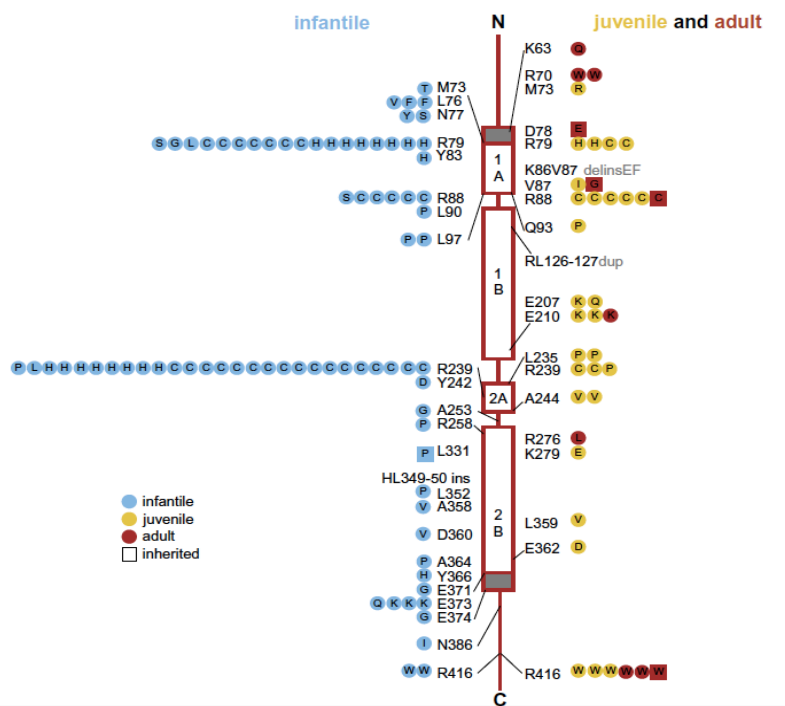 infantile N juvenile and adult
K63 Q
R70 W W
T M73 M73 R
V F F L76
Y S N77
D78 E
S G L C C C C C C C H H H H H H H H R79 R79 H H C C
H Y83
1 A
K86V87 delinsEF
V87 I G
S C C C C C R88 R88 C C C C C C
P L90
Q93 P
P P L97
RL126-127dup
1 B
E207 K Q
E210 K K K
L235 P P
P L H H H H H H H H C C C C C C C C C C C C C C C C C R239 R239 C C P
D Y242
2A A244 V V
G A253
P R258
R276 L
P L331 K279 E
HL349-50 ins
P L352
infantile V A358
juvenile 2 B L359 V
adult D360 V
inherited E362 D
P A364
H Y366
G E371
Q K K K E373
G E374
I N386
W W R416 R416 W W W W W W
C